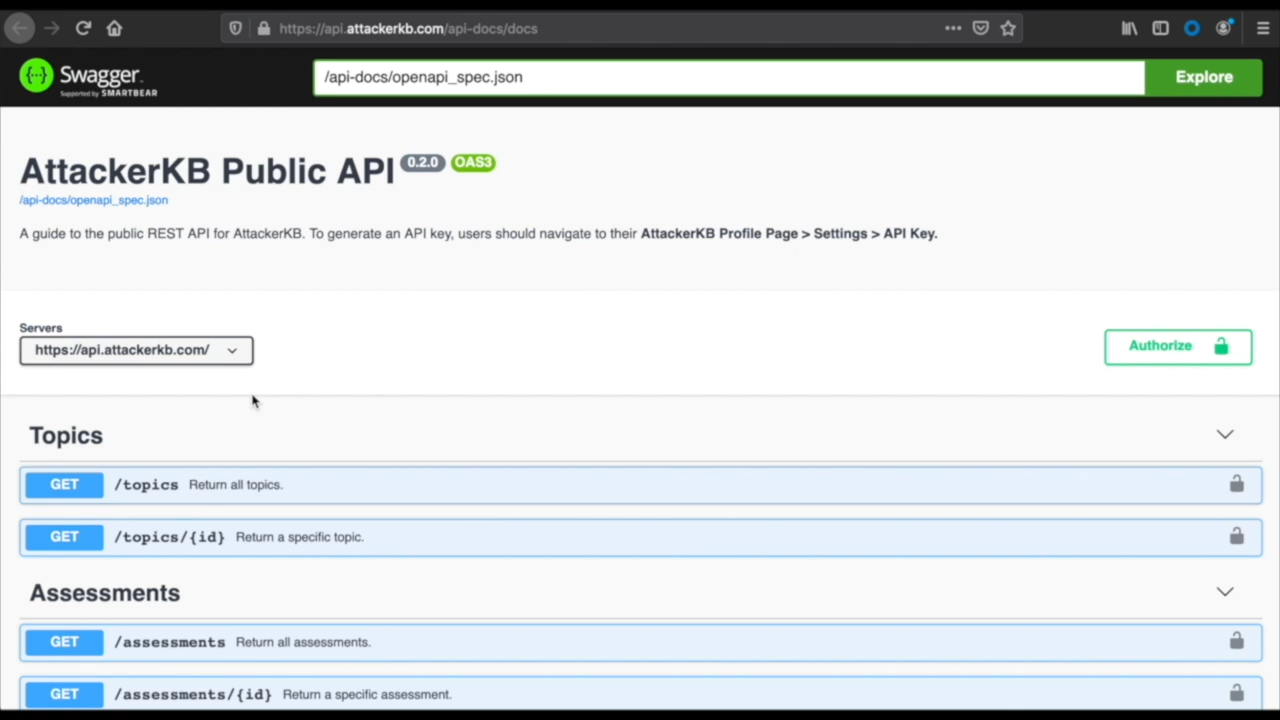 https://api.attackerkb.com/api-docs/docs
Swagger.
Supported by SMARTBEAR
/api-docs/openapi_spec.json
Explore
AttackerKB Public API 0.2.0 OAS3
/api-docs/openapi_spec.json
A guide to the public REST API for AttackerKB. To generate an API key, users should navigate to their AttackerKB Profile Page > Settings > API Key.
Servers
https://api.attackerkb.com/
Authorize
Topics
GET /topics Return all topics.
GET /topics/{id} Return a specific topic.
Assessments
GET /assessments Return all assessments.
GET /assessments/{id} Return a specific assessment.